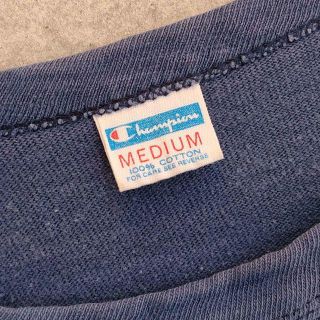 Champion
MEDIUM
100% COTTON
FOR CARE SEE REVERSE